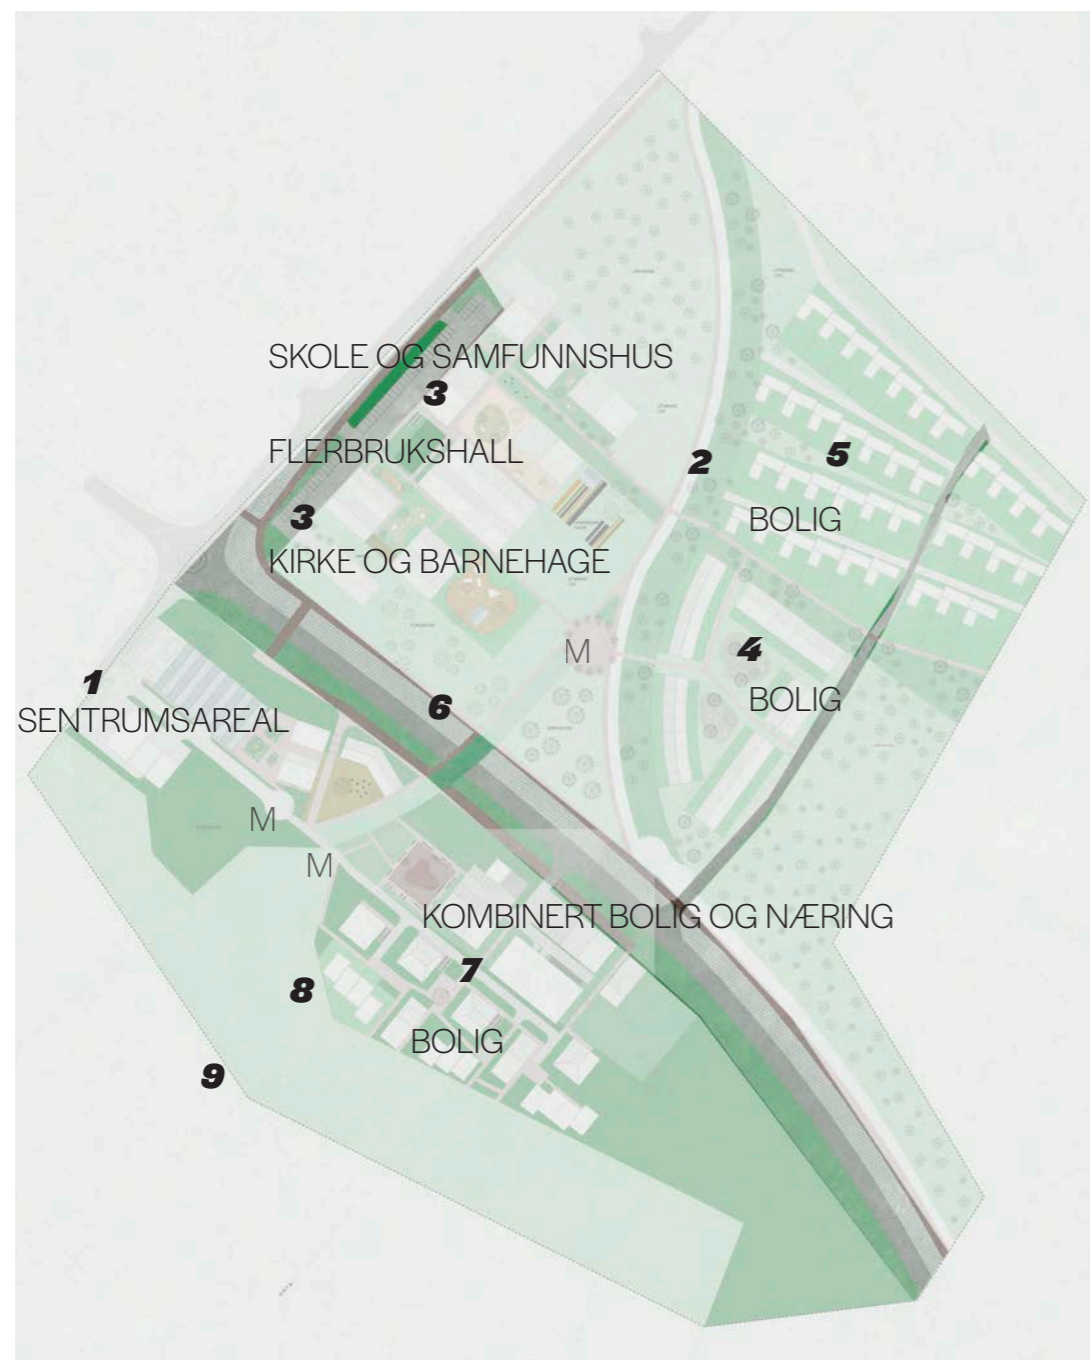 SKOLE OG SAMFUNNSHUS
3
FLERBRUKSHALL
2
5
3
BOLIG
KIRKE OG BARNEHAGE
M
4
1
BOLIG
6
SENTRUMSAREAL
M
M
KOMBINERT BOLIG OG NÆRING
7
8
BOLIG
9